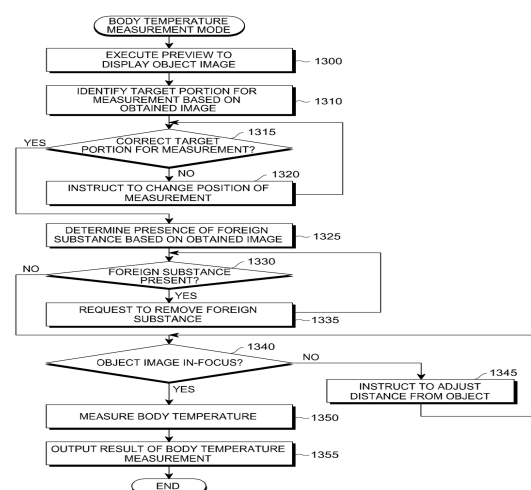 BODY TEMPERATURE
MEASUREMENT MODE
EXECUTE PREVIEW TO
DISPLAY OBJECT IMAGE
1300
IDENTIFY TARGET PORTION FOR
MEASUREMENT BASED ON
OBTAINED IMAGE
1310
1315
YES
CORRECT TARGET
PORTION FOR MEASUREMENT?
NO
1320
INSTRUCT TO CHANGE POSITION OF
MEASUREMENT
DETERMINE PRESENCE OF FOREIGN
SUBSTANCE BASED ON OBTAINED IMAGE
1325
1330
NO
FOREIGN SUBSTANCE
PRESENT?
YES
REQUEST TO REMOVE FOREIGN
SUBSTANCE
1335
1340
OBJECT IMAGE IN-FOCUS?
NO
YES
1345
INSTRUCT TO ADJUST
DISTANCE FROM OBJECT
MEASURE BODY TEMPERATURE
1350
OUTPUT RESULT OF BODY TEMPERATURE
MEASUREMENT
1355
END